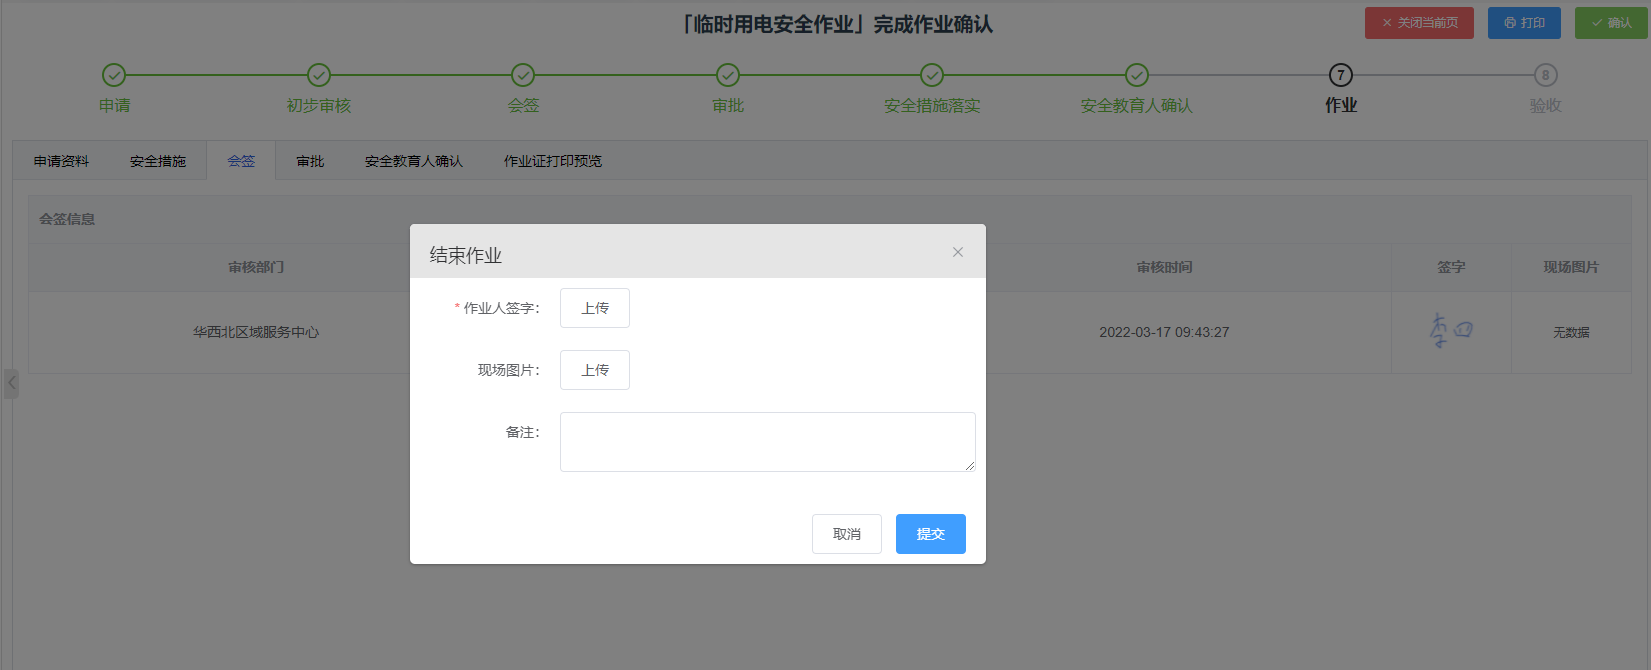 「临时用电安全作业」完成作业确认
关闭当前页 打印 确认
7 8
申请 初步审核 会签 审批 安全措施落实 安全教育人确认 作业 验收
申请资料 安全措施 会签 审批 安全教育人确认 作业证打印预览
会签信息
审核部门 审核时间 签字 现场图片
华西北区域服务中心 2022-03-17 09:43:27 李四 无数据
结束作业
* 作业人签字： 上传
现场图片： 上传
备注：
取消 提交